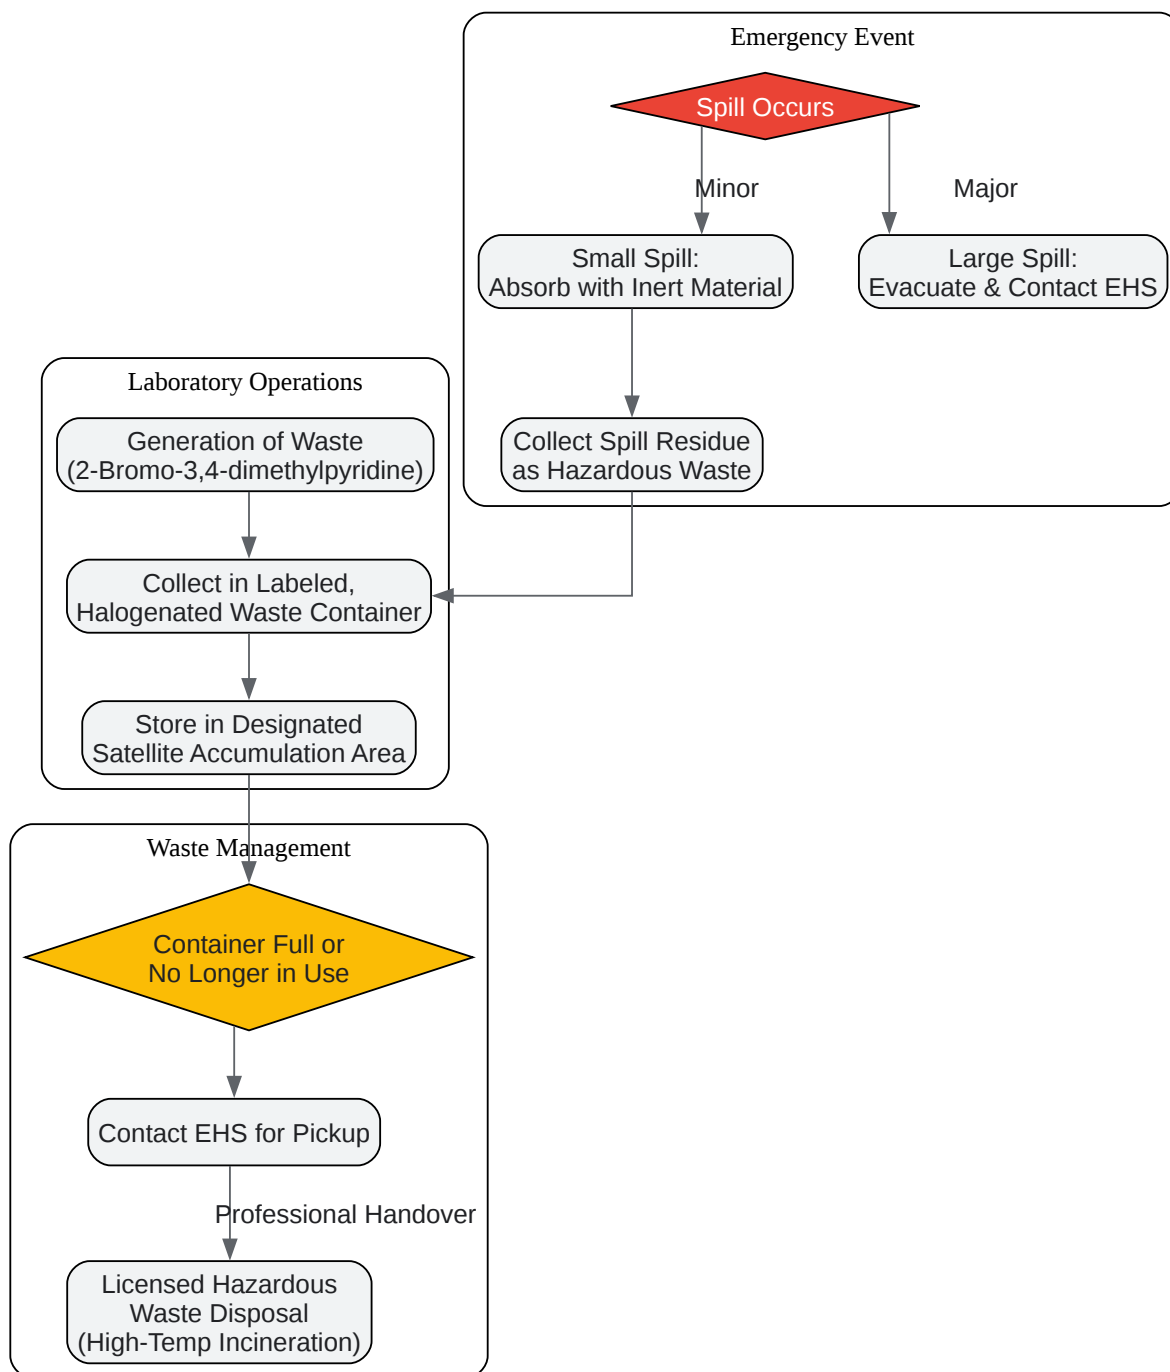 Emergency Event
Spill Occurs
Minor
Major
Small Spill:
Absorb with Inert Material
Large Spill:
Evacuate & Contact EHS
Collect Spill Residue
as Hazardous Waste
Laboratory Operations
Generation of Waste
(2-Bromo-3,4-dimethylpyridine)
Collect in Labeled,
Halogenated Waste Container
Store in Designated
Satellite Accumulation Area
Waste Management
Container Full or
No Longer in Use
Contact EHS for Pickup
Professional Handover
Licensed Hazardous
Waste Disposal
(High-Temp Incineration)